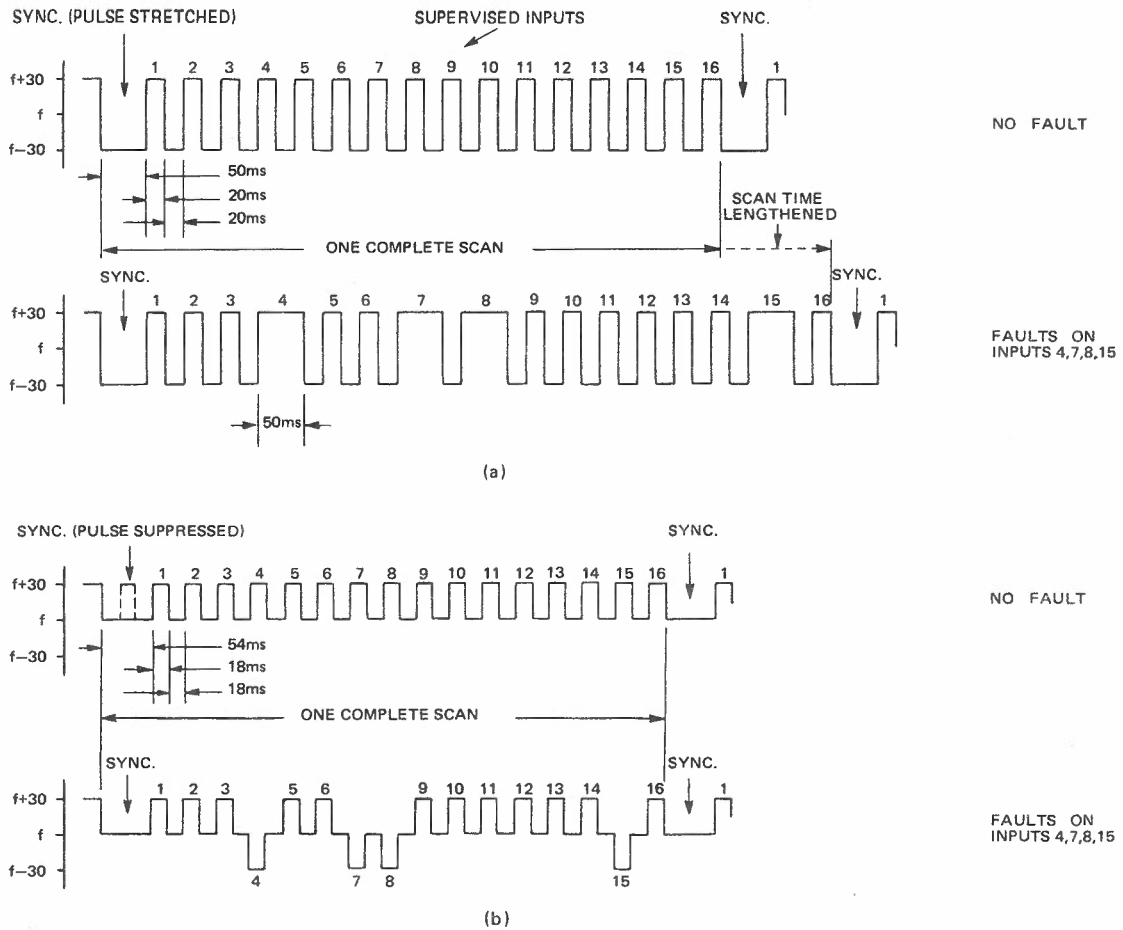 SYNC. (PULSE STRETCHED) SUPERVISED INPUTS SYNC.
1 2 3 4 5 6 7 8 9 10 11 12 13 14 15 16 1
f+30
f
f−30
NO FAULT
50ms
20ms
20ms
SCAN TIME
LENGTHENED
ONE COMPLETE SCAN
SYNC. SYNC.
1 2 3 4 5 6 7 8 9 10 11 12 13 14 15 16 1
f+30
f
f−30
FAULTS ON
INPUTS 4,7,8,15
50ms
(a)
SYNC. (PULSE SUPPRESSED) SYNC.
1 2 3 4 5 6 7 8 9 10 11 12 13 14 15 16 1
f+30
f
f−30
NO FAULT
54ms
18ms
18ms
ONE COMPLETE SCAN
SYNC. SYNC.
1 2 3 5 6 9 10 11 12 13 14 16 1
f+30
f
f−30
FAULTS ON
INPUTS 4,7,8,15
4 7 8 15
(b)